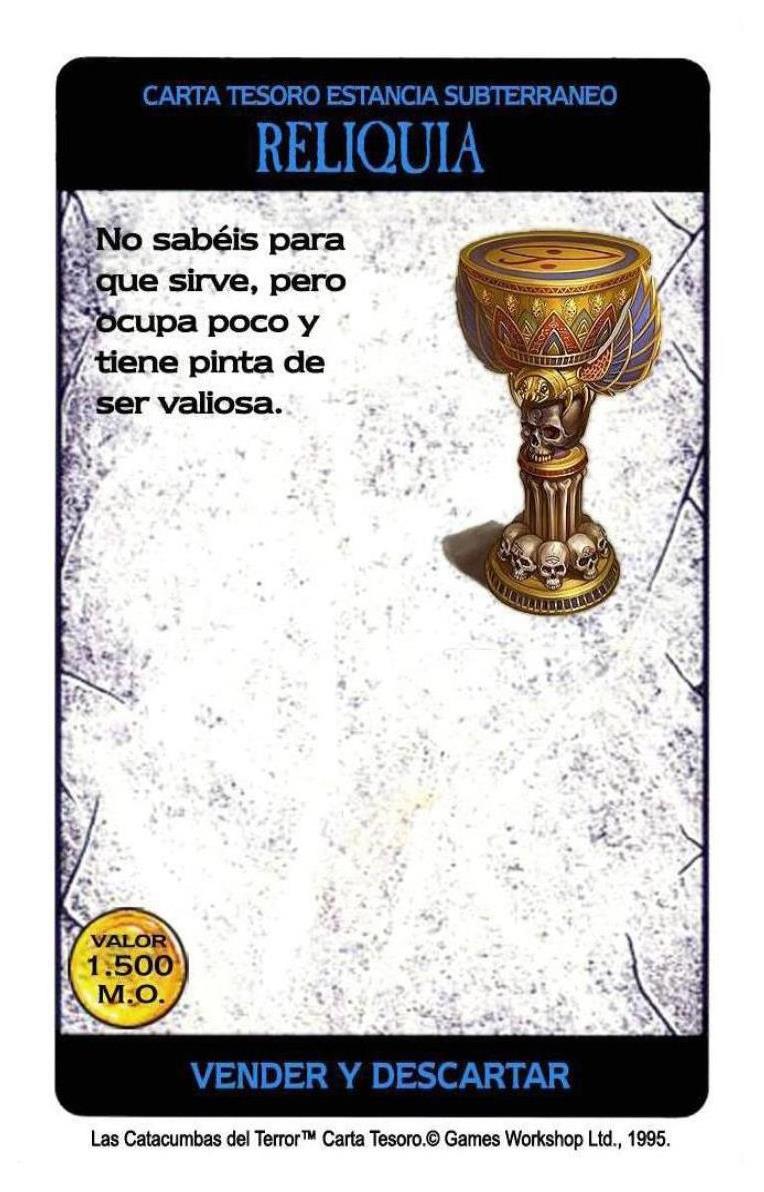 CARTA TESORO ESTANCIA SUBTERRANEO
RELIQUIA
No sabéis para
que sirve, pero
ocupa poco y
tiene pinta de
ser valiosa.
VALOR
1.500
M.O.
VENDER Y DESCARTAR
Las Catacumbas del Terror™ Carta Tesoro.© Games Workshop Ltd., 1995.